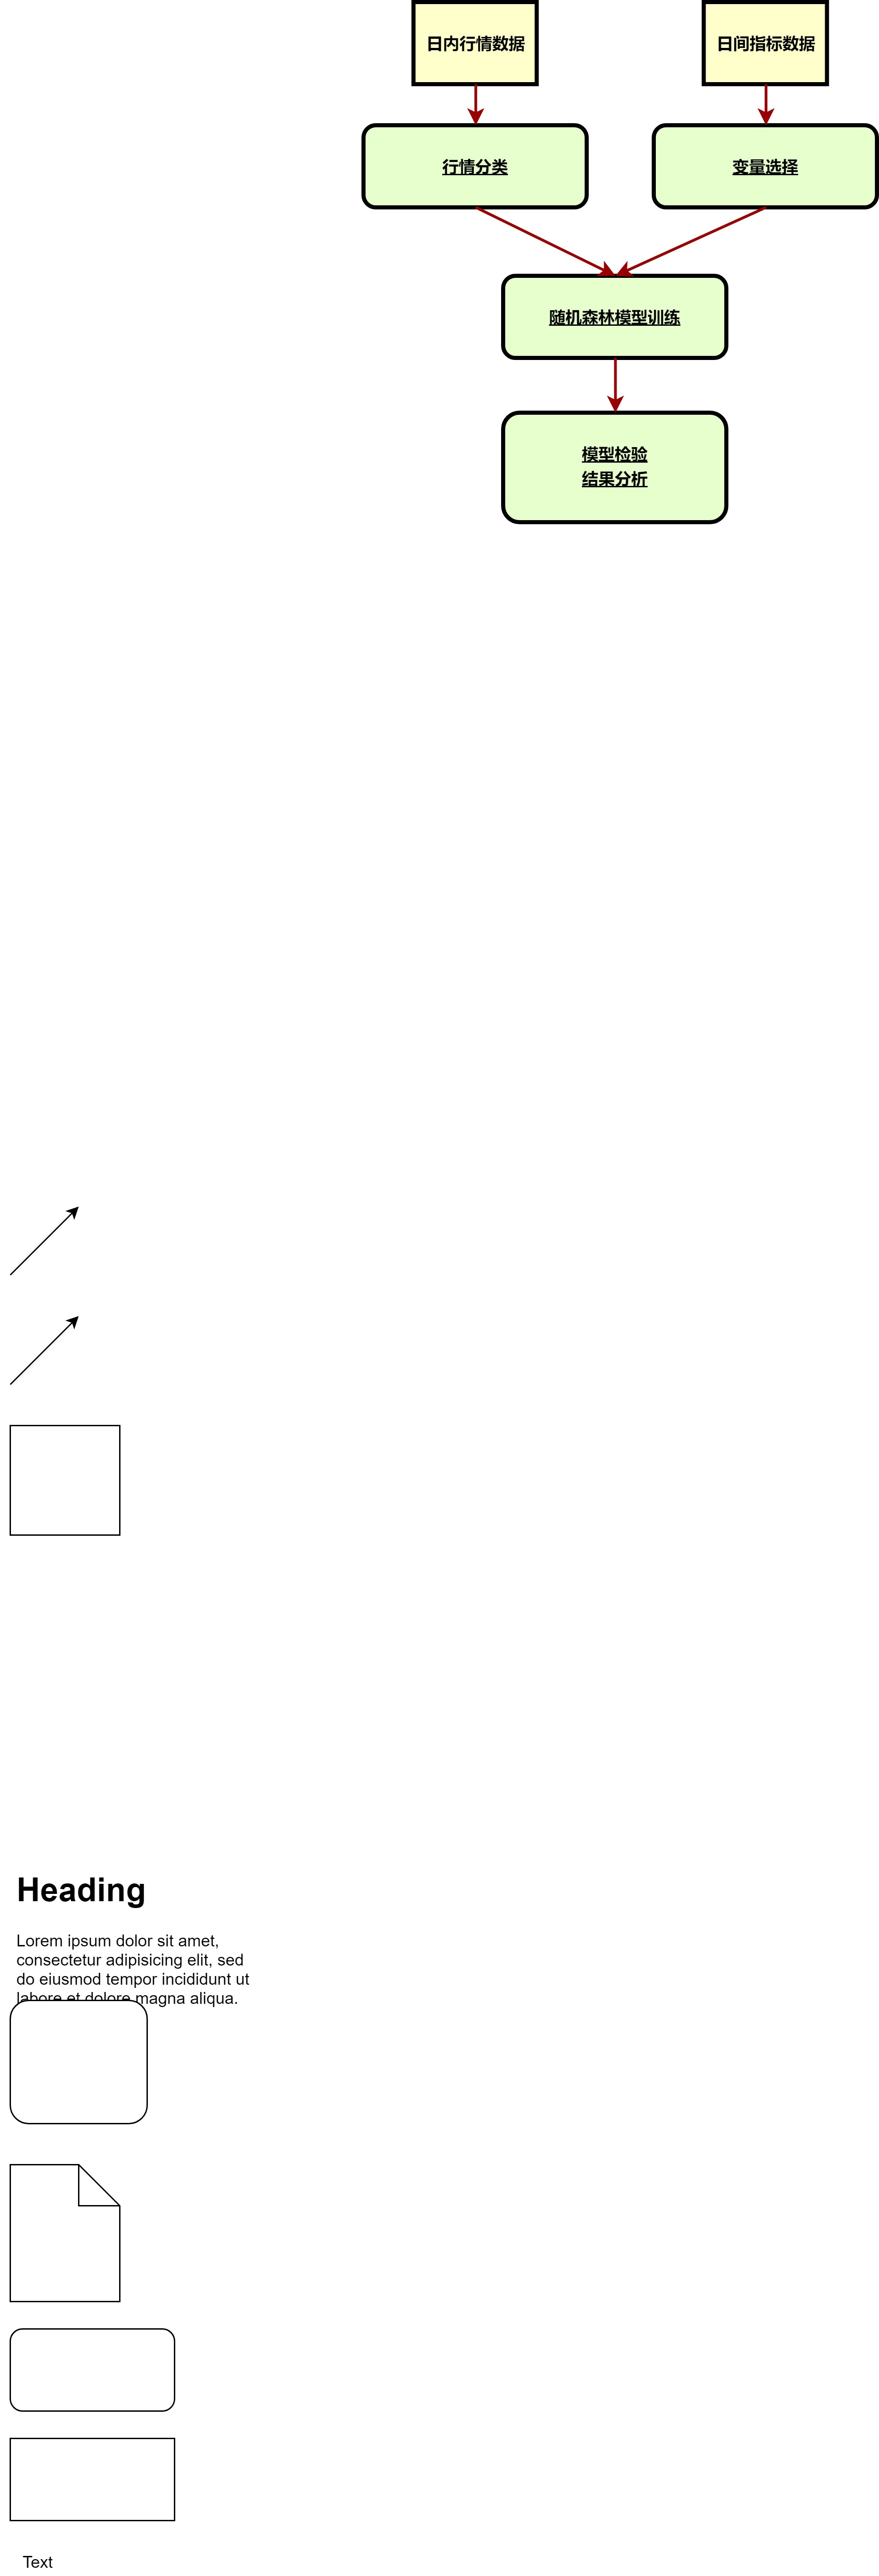 日内行情数据
日间指标数据
行情分类
变量选择
随机森林模型训练
模型检验
结果分析
Heading
Lorem ipsum dolor sit amet,
consectetur adipisicing elit, sed
do eiusmod tempor incididunt ut
labore et dolore magna aliqua.
Text